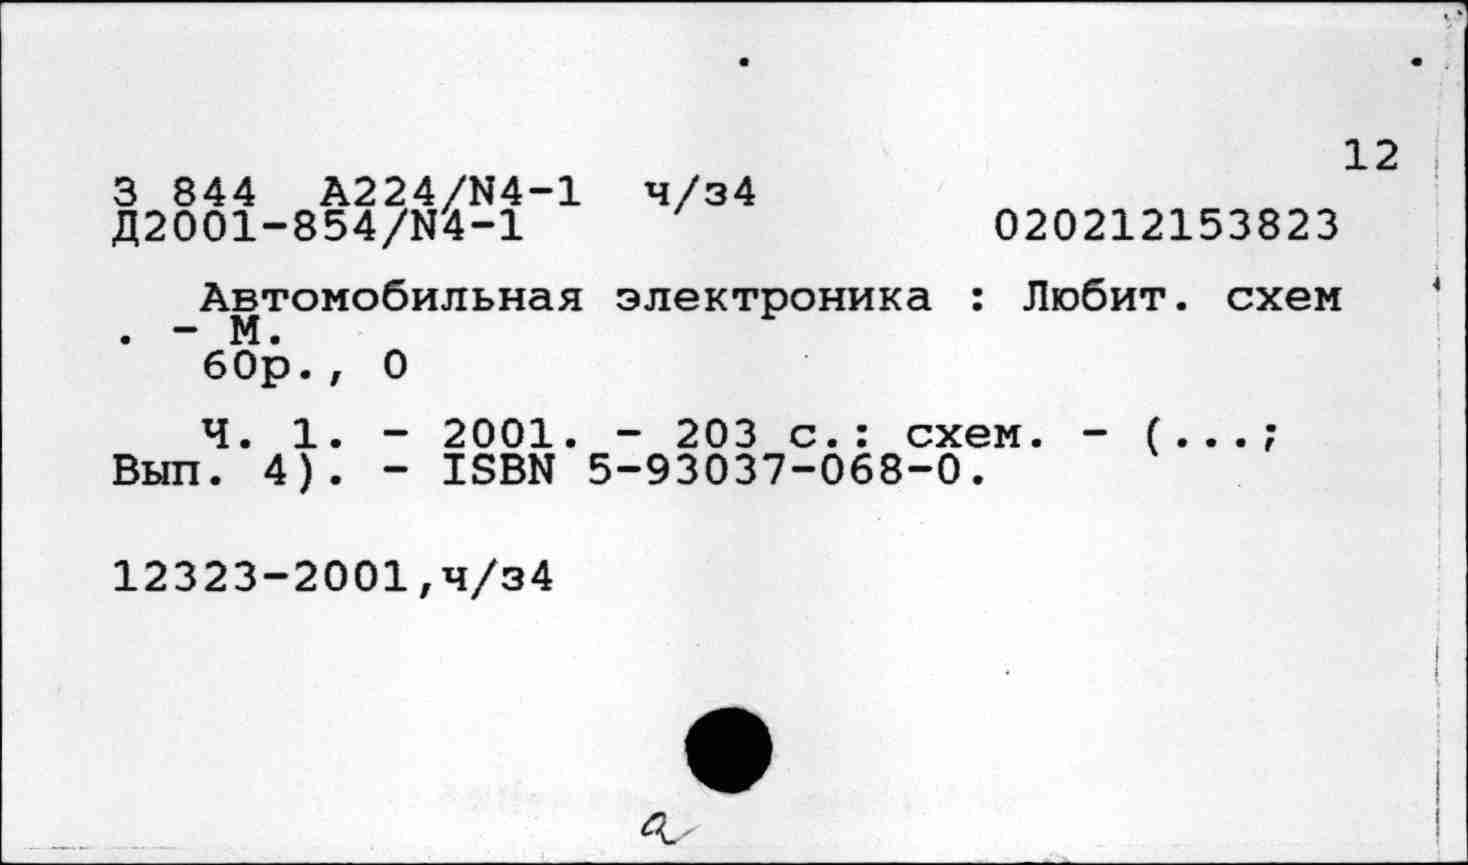 12
З 844 А224/N4-1 ч/з4
Д2001-854/N4-1 020212153823
Автомобильная электроника : Любит. схем
. - М.
60р., 0
Ч. 1. - 2001. - 203 с.: схем. - (...;
Вып. 4). - ISBN 5-93037-068-0.
12323-2001,ч/з4
а